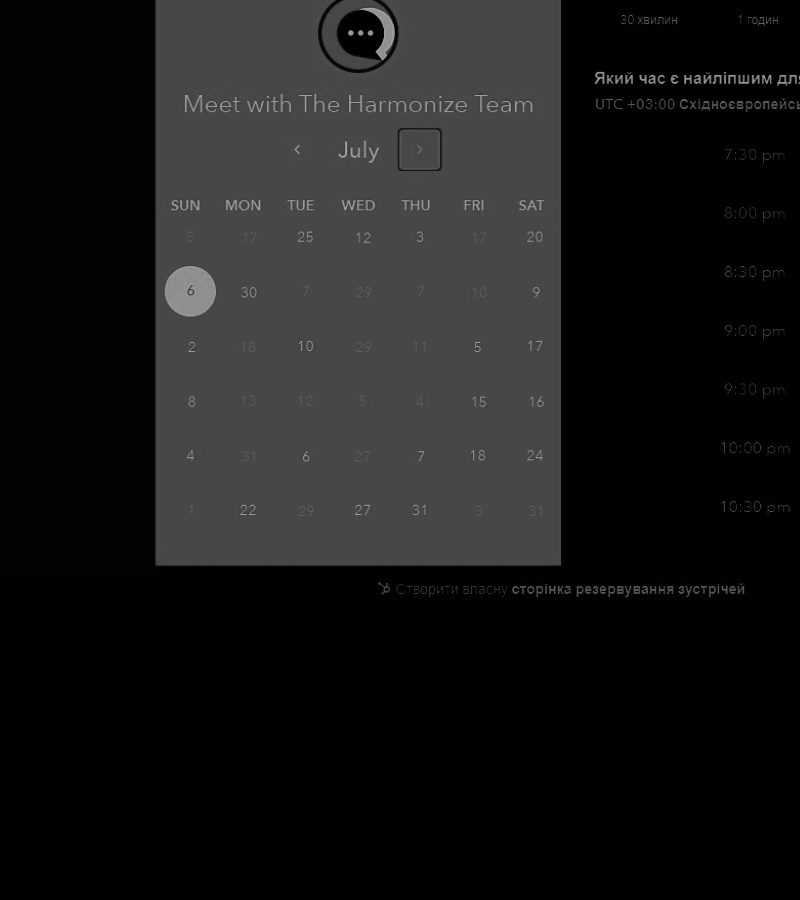 Meet with The Harmonize Team
July
SUN MON TUE WED THU FRI SAT
5 17 25 12 3 17 20
6 30 7 29 7 10 9
2 18 10 29 11 5 17
8 13 12 5 4 15 16
4 31 6 27 7 18 24
1 22 29 27 31 3 31
30 хвилин 1 годин
Який час є найліпшим для
UTC +03:00 Східноєвропейсь
7:30 pm
8:00 pm
8:30 pm
9:00 pm
9:30 pm
10:00 pm
10:30 pm
Створити власну сторінка резервування зустрічей